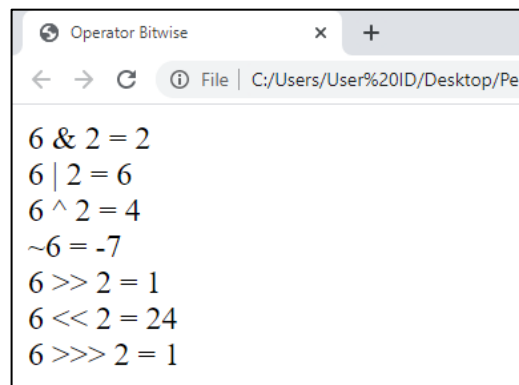 Operator Bitwise
File | C:/Users/User%20ID/Desktop/Pe
6 & 2 = 2
6 | 2 = 6
6 ^ 2 = 4
~6 = -7
6 >> 2 = 1
6 << 2 = 24
6 >>> 2 = 1